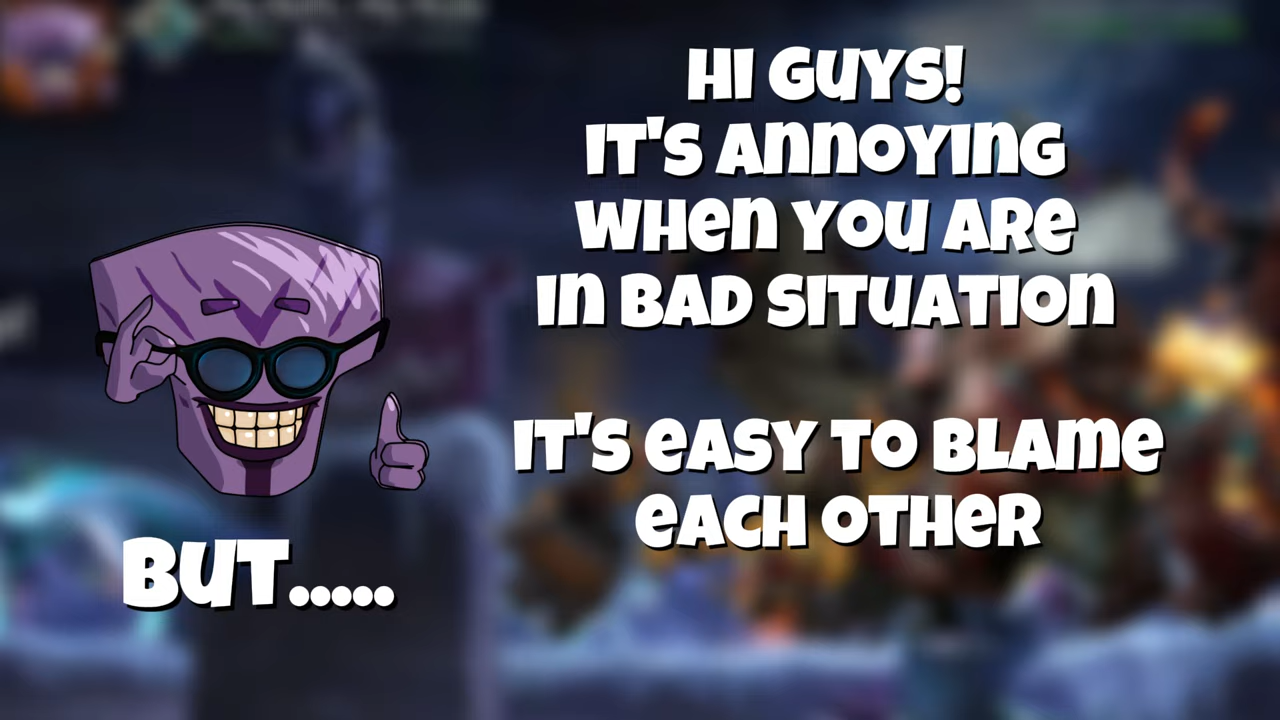 HI GUYS!
IT'S ANNOYING
WHEN YOU ARE
IN BAD SITUATION
IT'S EASY TO BLAME
EACH OTHER
BUT.....